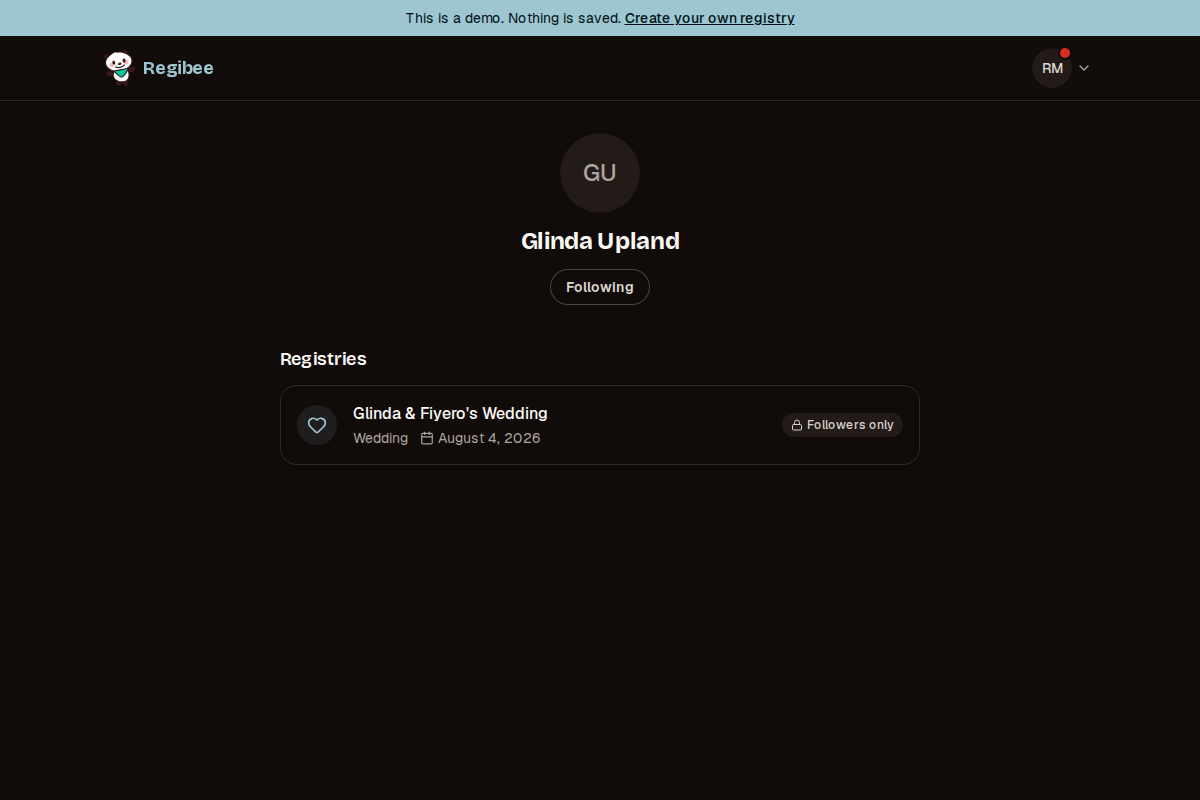 This is a demo. Nothing is saved. Create your own registry
Regibee
RM
GU
Glinda Upland
Following
Registries
Glinda & Fiyero's Wedding
Wedding August 4, 2026
Followers only